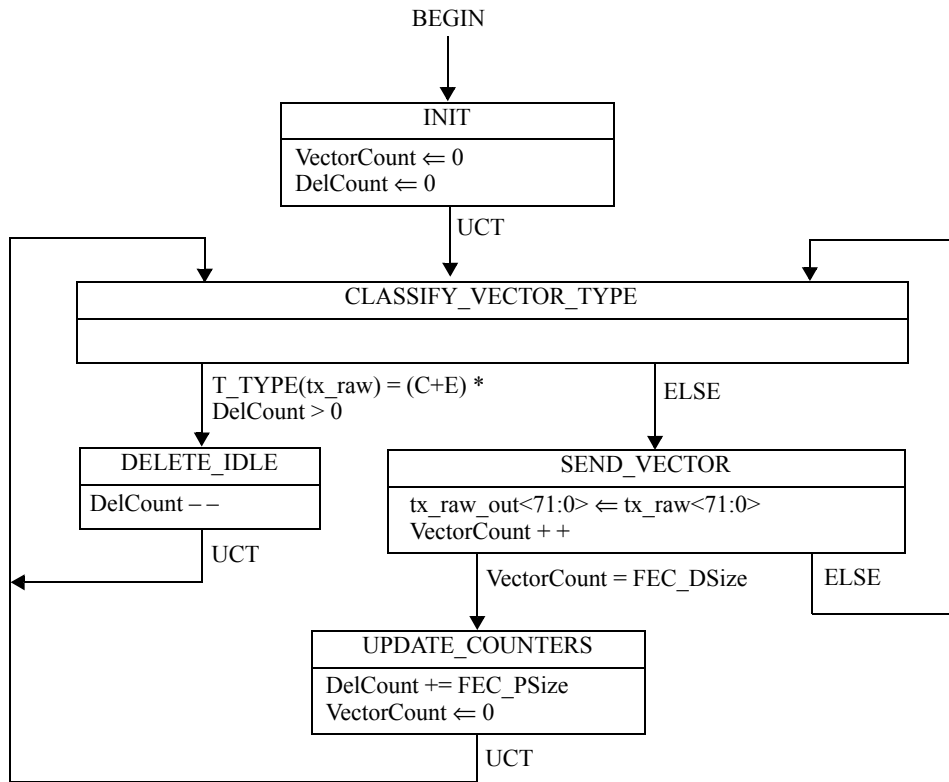 BEGIN
INIT
VectorCount ⇐ 0
DelCount ⇐ 0
UCT
CLASSIFY_VECTOR_TYPE
T_TYPE(tx_raw) = (C+E) *
DelCount > 0
ELSE
DELETE_IDLE
DelCount – –
UCT
SEND_VECTOR
tx_raw_out<71:0> ⇐ tx_raw<71:0>
VectorCount + +
VectorCount = FEC_DSize
ELSE
UPDATE_COUNTERS
DelCount += FEC_PSize
VectorCount ⇐ 0
UCT